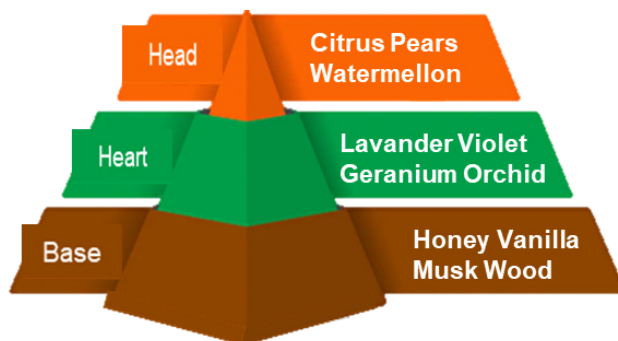 Head
Citrus Pears
Watermellon
Heart
Lavander Violet
Geranium Orchid
Base
Honey Vanilla
Musk Wood